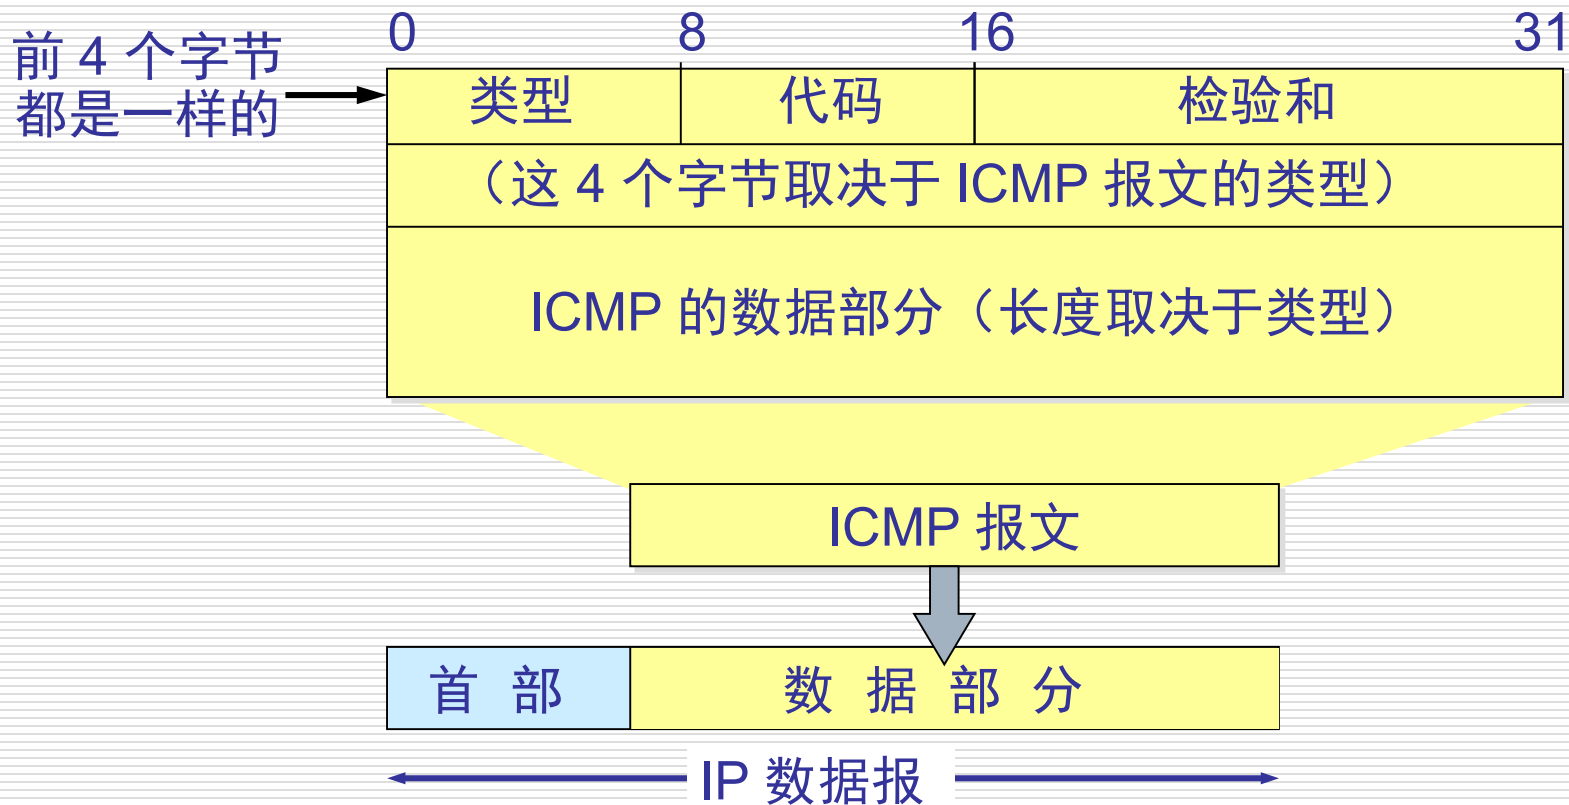 0 8 16 31
前 4 个字节
都是一样的
类型 代码 检验和
（这 4 个字节取决于 ICMP 报文的类型）
ICMP 的数据部分（长度取决于类型）
ICMP 报文
首 部 数 据 部 分
IP 数据报